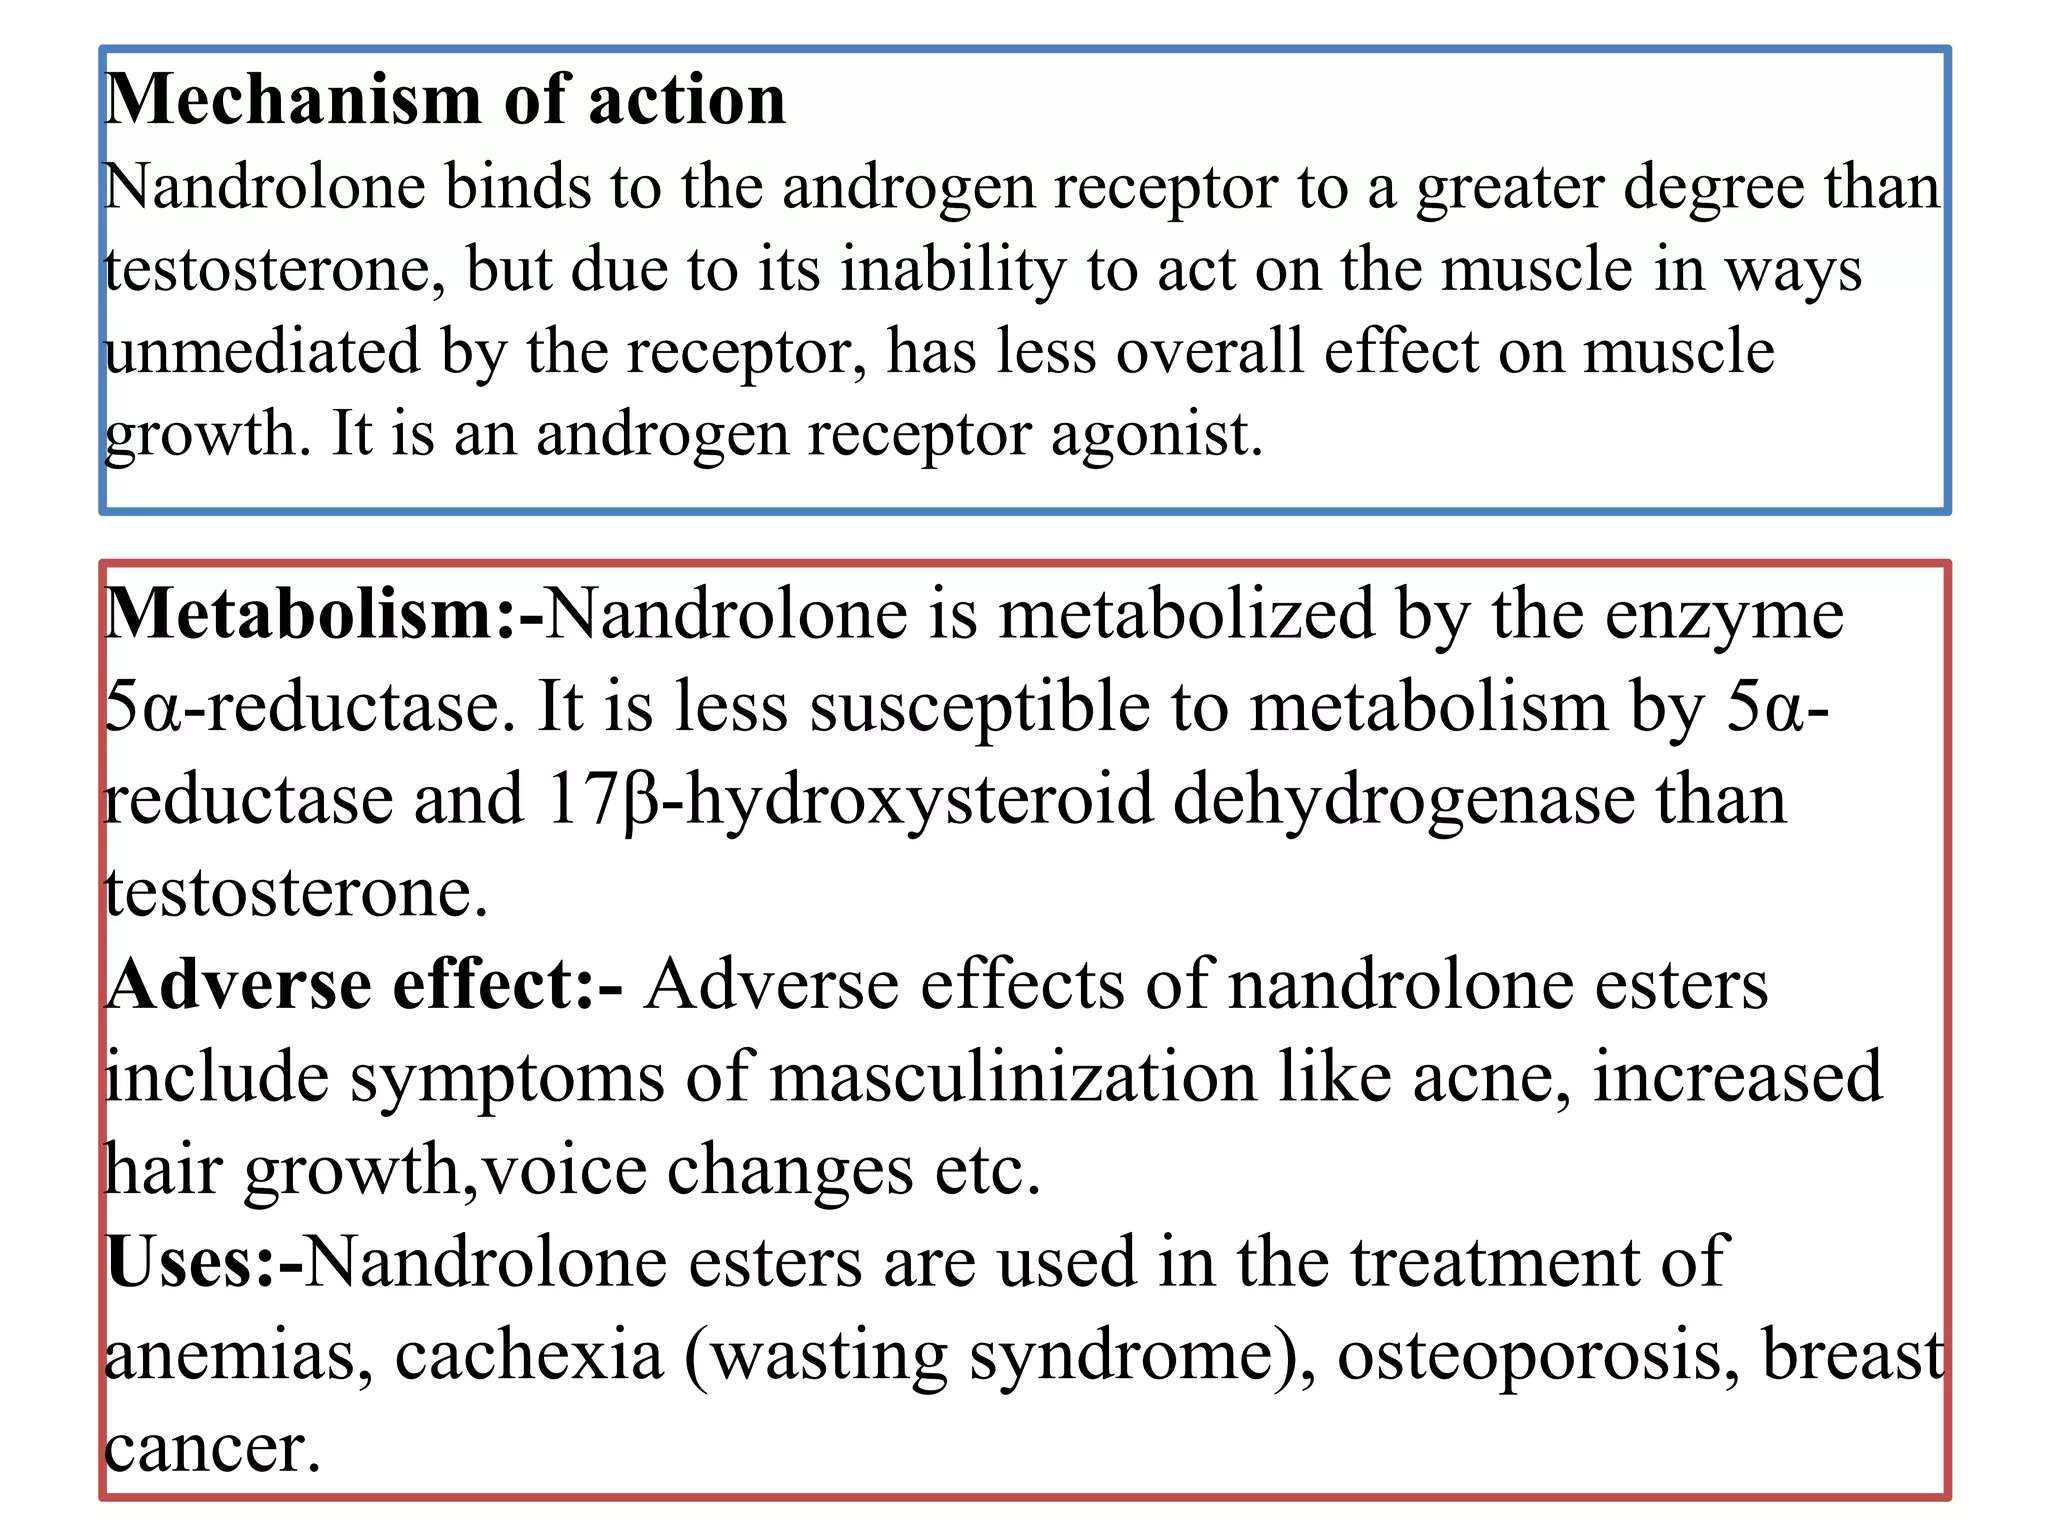 Mechanism of action
Nandrolone binds to the androgen receptor to a greater degree than
testosterone, but due to its inability to act on the muscle in ways
unmediated by the receptor, has less overall effect on muscle
growth. It is an androgen receptor agonist.
Metabolism:-Nandrolone is metabolized by the enzyme
5α-reductase. It is less susceptible to metabolism by 5α-
reductase and 17β-hydroxysteroid dehydrogenase than
testosterone.
Adverse effect:- Adverse effects of nandrolone esters
include symptoms of masculinization like acne, increased
hair growth,voice changes etc.
Uses:-Nandrolone esters are used in the treatment of
anemias, cachexia (wasting syndrome), osteoporosis, breast
cancer.